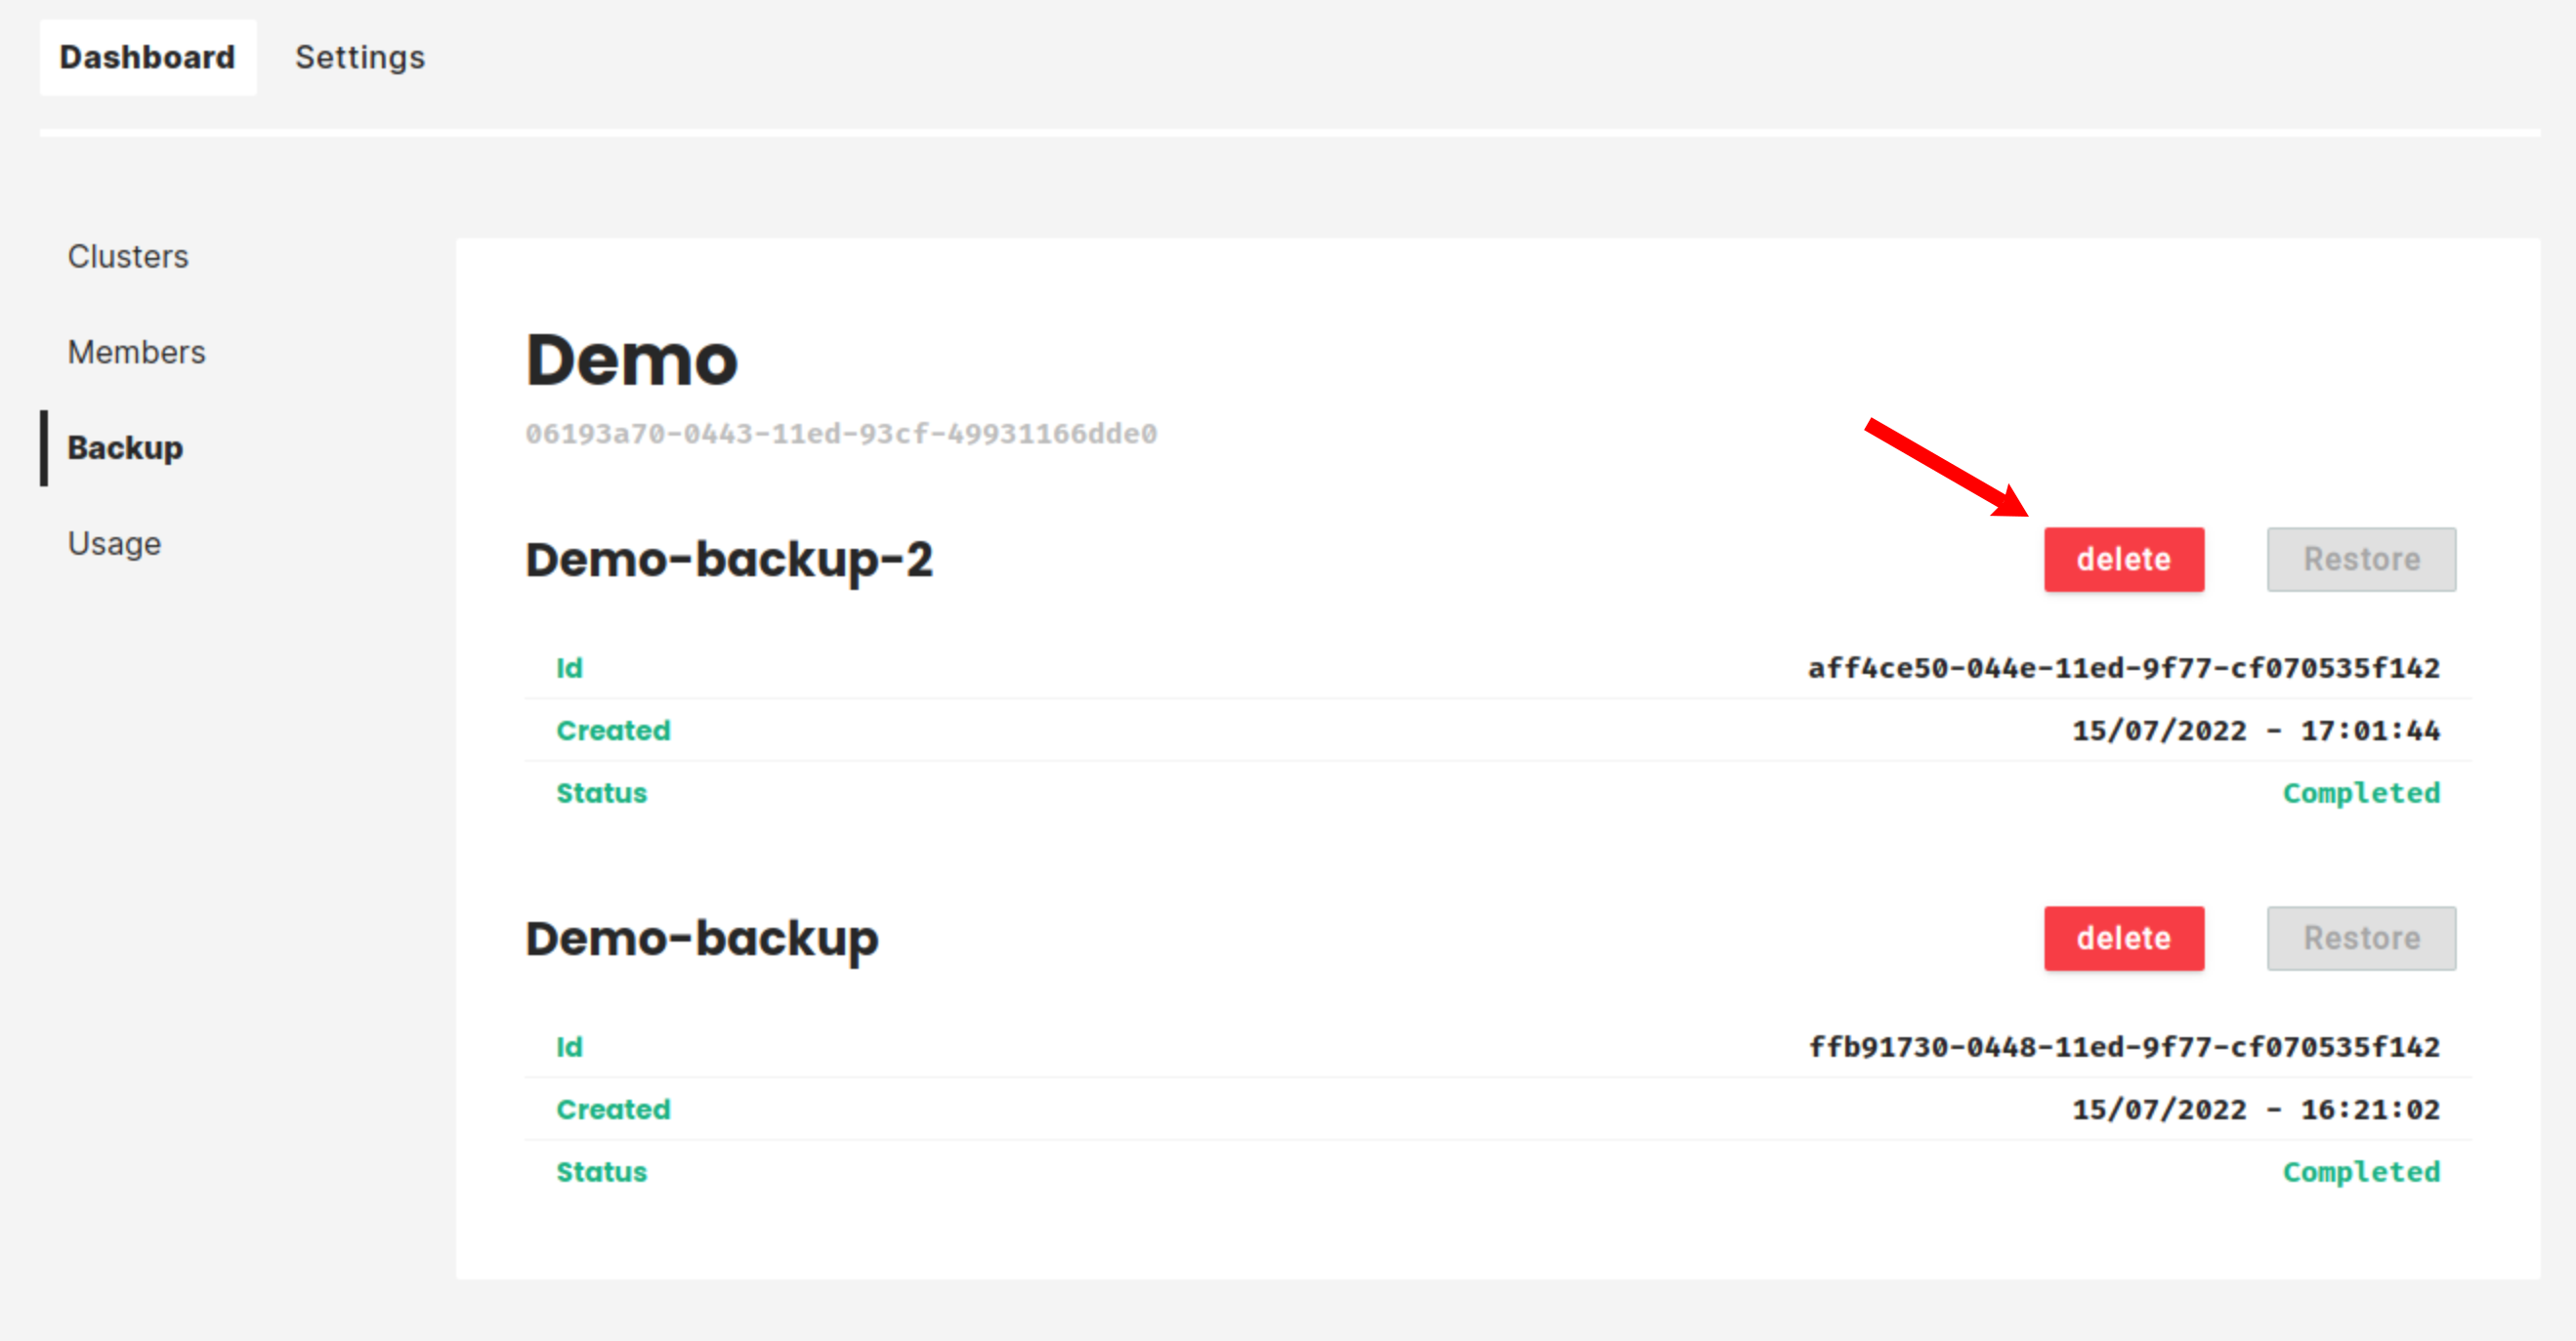 Dashboard Settings
Clusters
Members
Backup
Usage
Demo
06193a70-0443-11ed-93cf-49931166dde0
Demo-backup-2 delete Restore
Id aff4ce50-044e-11ed-9f77-cf070535f142
Created 15/07/2022 - 17:01:44
Status Completed
Demo-backup delete Restore
Id ffb91730-0448-11ed-9f77-cf070535f142
Created 15/07/2022 - 16:21:02
Status Completed